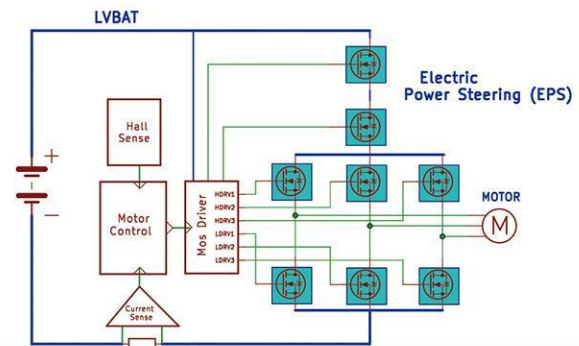 LVBAT
Electric
Power Steering (EPS)
Hall
Sense
+
-
Motor
Control
Mos Driver
HDRV1
HDRV2
HDRV3
LDRV1
LDRV2
LDRV3
MOTOR
M
Current
Sense